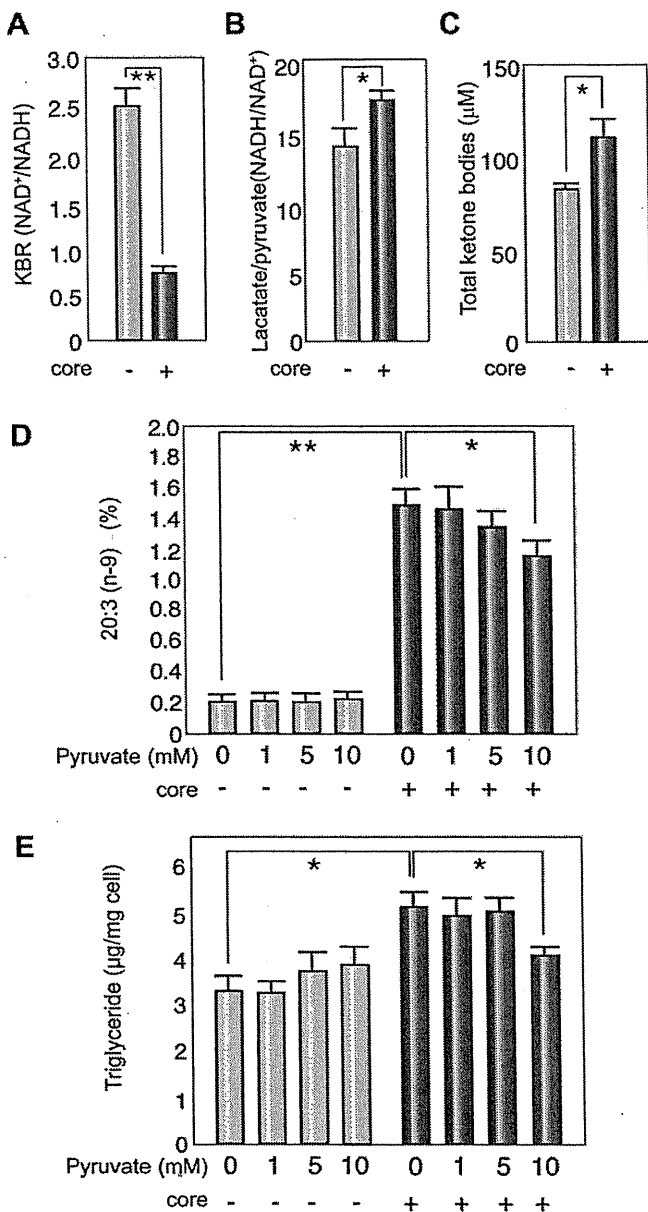 A
KBR (NAD⁺/NADH)
3.0
2.5
2.0
1.5
1.0
0.5
0
**
core - +
B
Lacatate/pyruvate(NADH/NAD⁺)
20
15
10
5
0
*
core - +
C
Total ketone bodies (µM)
150
100
50
0
*
core - +
D
20:3 (n-9) (%)
2.0
1.8
1.6
1.4
1.2
1.0
0.8
0.6
0.4
0.2
0
** *
Pyruvate (mM) 0 1 5 10 0 1 5 10
core - - - - + + + +
E
Triglyceride (µg/mg cell)
6
5
4
3
2
1
0
* *
Pyruvate (mM) 0 1 5 10 0 1 5 10
core - - - - + + + +